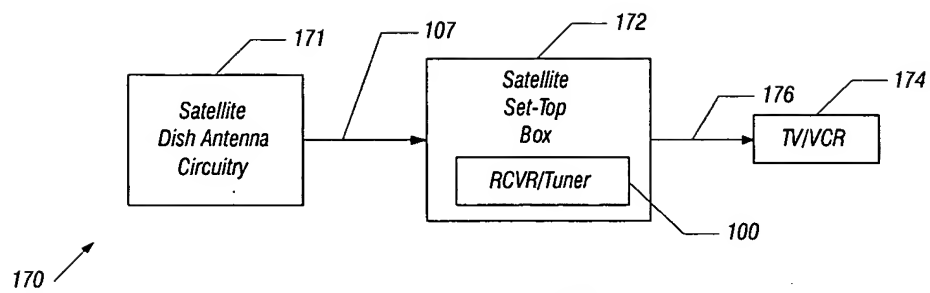 171
107
172
Satellite
Dish Antenna
Circuitry
Satellite
Set-Top
Box
RCVR/Tuner
176
174
TV/VCR
100
170